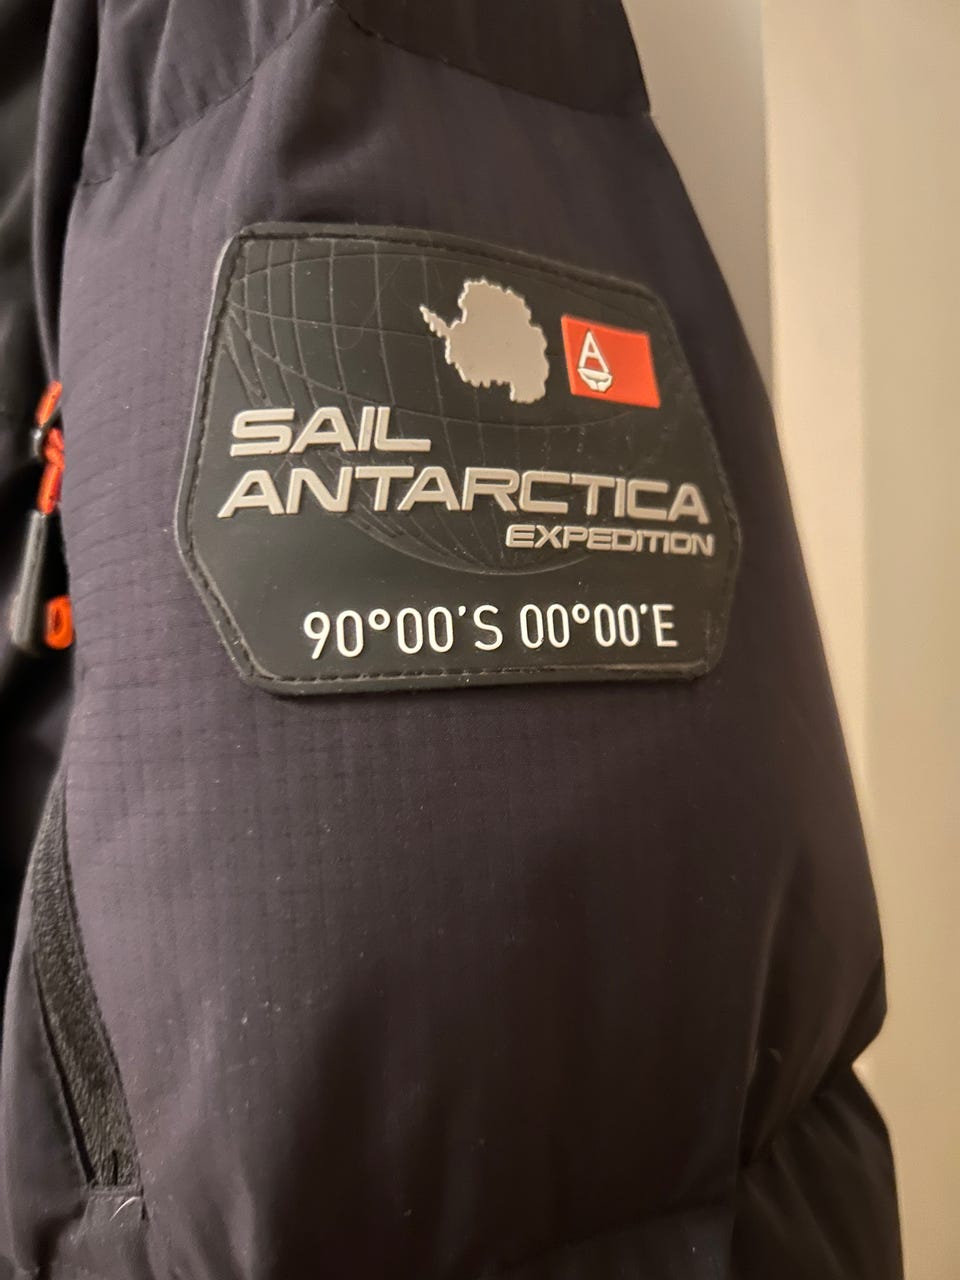 A
SAIL
ANTARCTICA
EXPEDITION
90°00'S 00°00'E